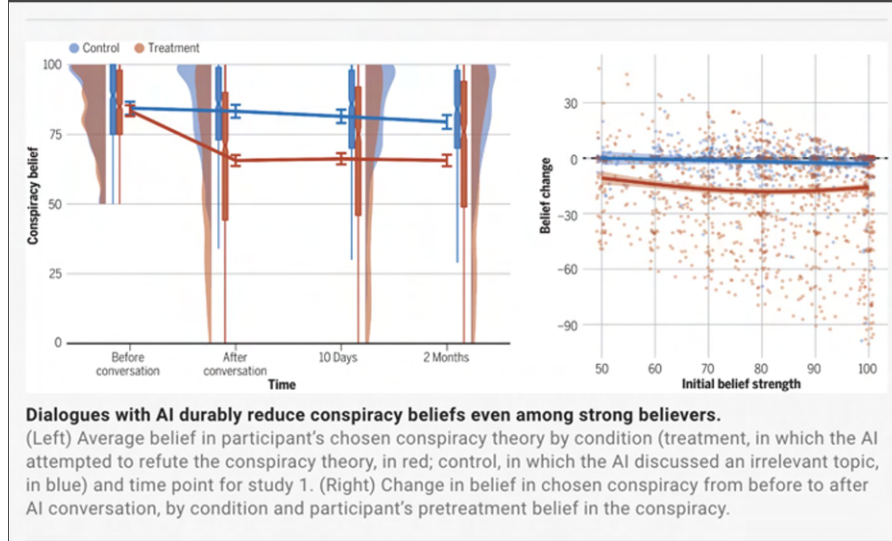 Control Treatment
100
75
50
25
0
Conspiracy belief
Before conversation
After conversation
10 Days
2 Months
Time
30
0
−30
−60
−90
Belief change
50 60 70 80 90 100
Initial belief strength
Dialogues with AI durably reduce conspiracy beliefs even among strong believers.
(Left) Average belief in participant's chosen conspiracy theory by condition (treatment, in which the AI
attempted to refute the conspiracy theory, in red; control, in which the AI discussed an irrelevant topic,
in blue) and time point for study 1. (Right) Change in belief in chosen conspiracy from before to after
AI conversation, by condition and participant's pretreatment belief in the conspiracy.